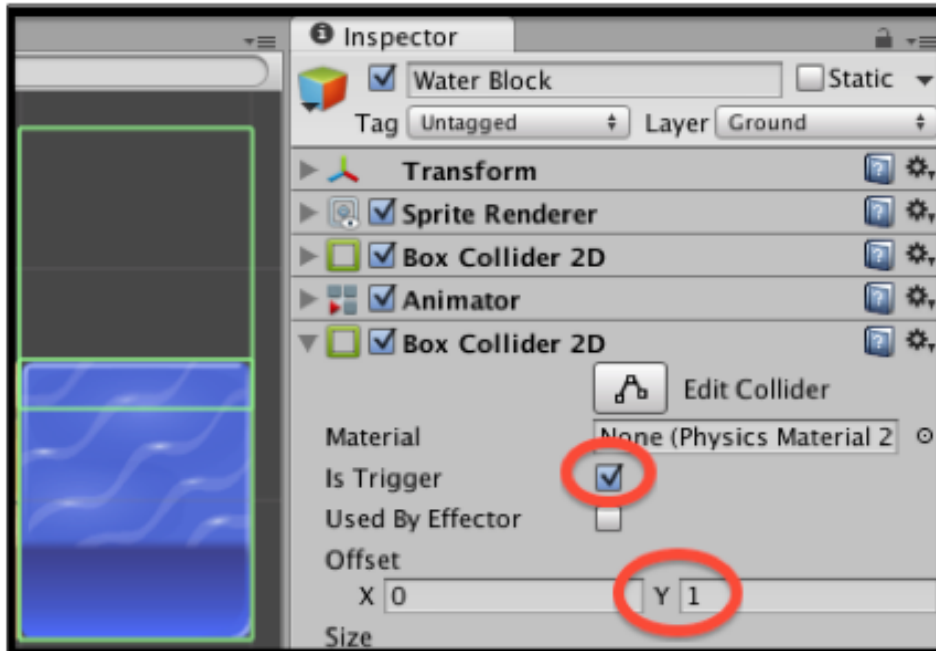 Inspector
Water Block Static
Tag Untagged Layer Ground
Transform
Sprite Renderer
Box Collider 2D
Animator
Box Collider 2D
Edit Collider
Material None (Physics Material 2
Is Trigger
Used By Effector
Offset
X 0 Y 1
Size